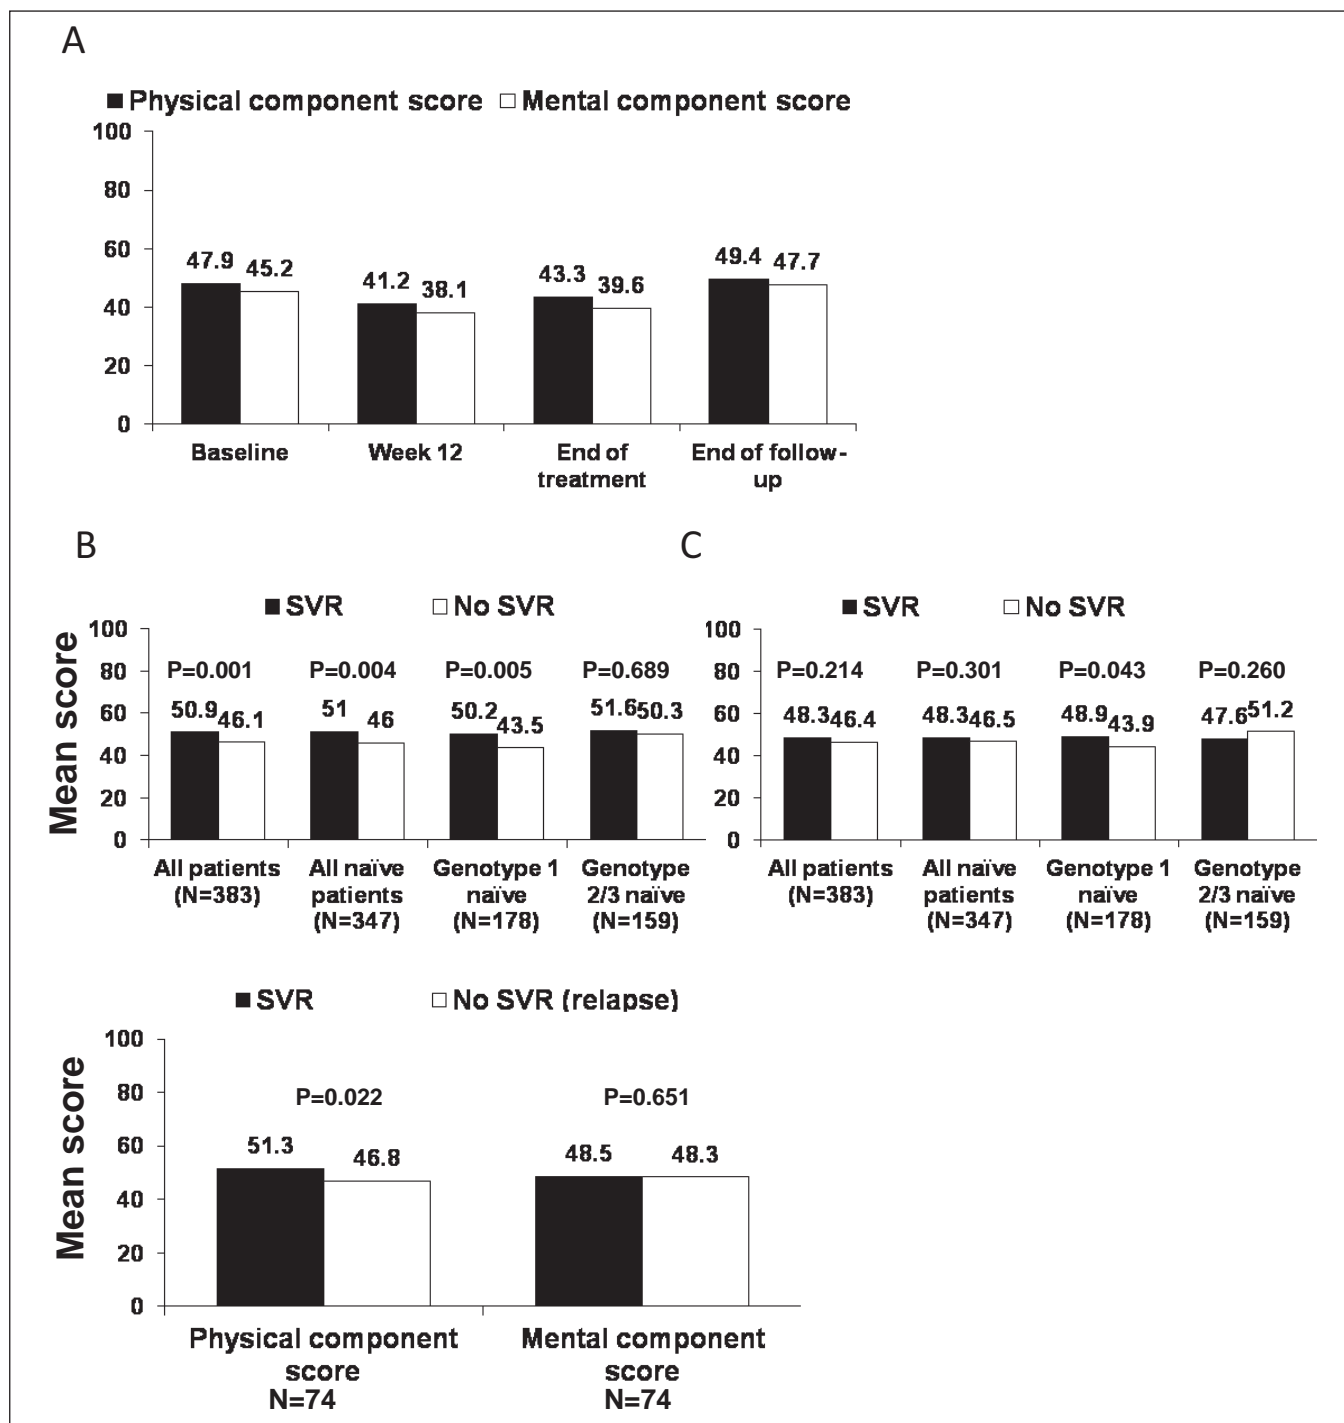 A
Physical component score Mental component score
100
80
60
40
20
0
47.9 45.2 41.2 38.1 43.3 39.6 49.4 47.7
Baseline Week 12 End of treatment End of follow-up
B
SVR No SVR
Mean score
100
80
60
40
20
0
P=0.001 P=0.004 P=0.005 P=0.689
50.9 46.1 51 46 50.2 43.5 51.6 50.3
All patients All naïve Genotype 1 Genotype
(N=383) patients naïve 2/3 naïve
(N=347) (N=178) (N=159)
C
SVR No SVR
100
80
60
40
20
0
P=0.214 P=0.301 P=0.043 P=0.260
48.3 46.4 48.3 46.5 48.9 43.9 47.6 51.2
All patients All naïve Genotype 1 Genotype
(N=383) patients naïve 2/3 naïve
(N=347) (N=178) (N=159)
SVR No SVR (relapse)
Mean score
100
80
60
40
20
0
P=0.022 P=0.651
51.3 46.8 48.5 48.3
Physical component Mental component
score score
N=74 N=74